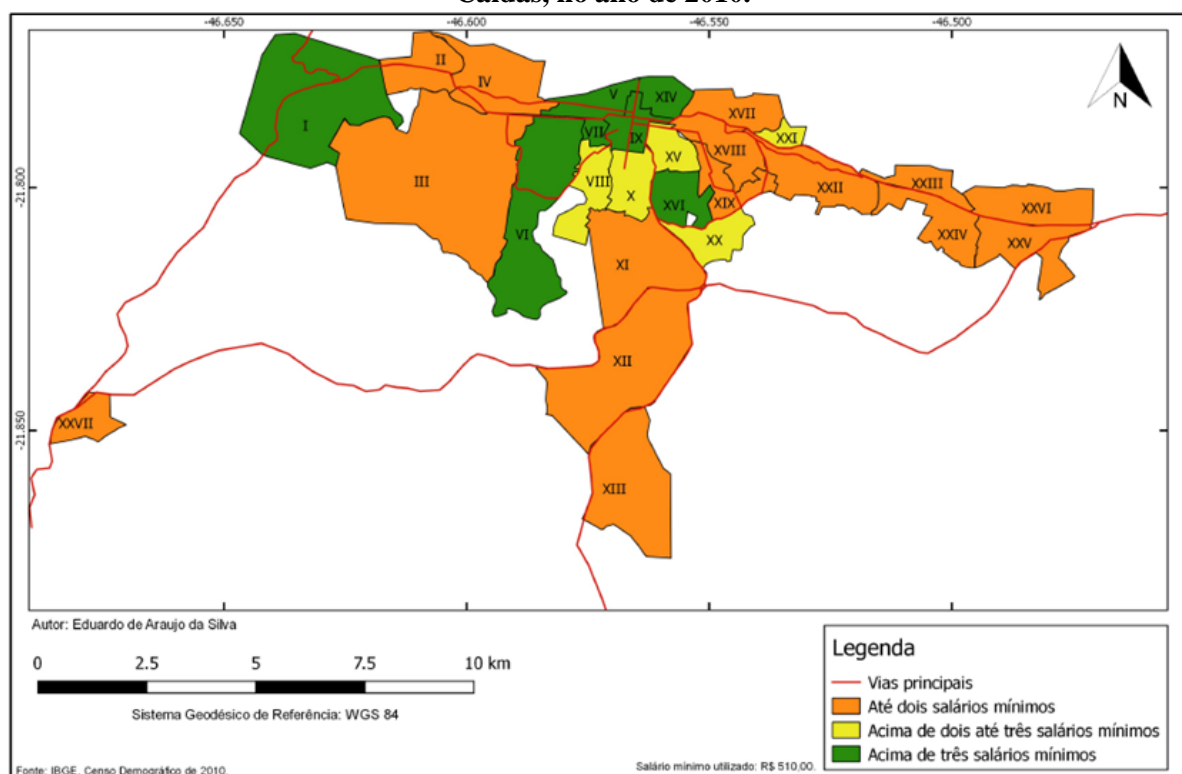 Caldas, no ano de 2010.
-46.650 -46.600 -46.550 -46.500
-21.800
-21.850
N
I
II
III
IV
V
VI
VII
VIII
IX
X
XI
XII
XIII
XIV
XV
XVI
XVII
XVIII
XIX
XX
XXI
XXII
XXIII
XXIV
XXV
XXVI
XXVII
Autor: Eduardo de Araujo da Silva
0 2.5 5 7.5 10 km
Sistema Geodésico de Referência: WGS 84
Fonte: IBGE, Censo Demográfico de 2010.
Salário mínimo utilizado: R$ 510,00.
Legenda
Vias principais
Até dois salários mínimos
Acima de dois até três salários mínimos
Acima de três salários mínimos